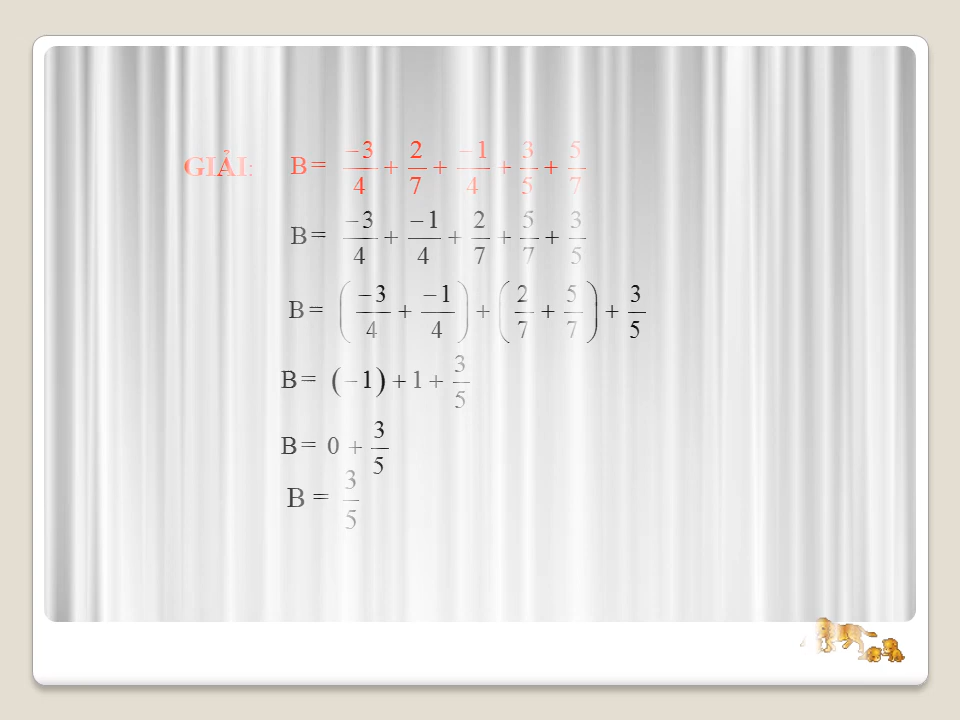 GIẢI: B = −3/4 + 2/7 + −1/4 + 3/5 + 5/7
B = −3/4 + −1/4 + 2/7 + 5/7 + 3/5
B = (−3/4 + −1/4) + (2/7 + 5/7) + 3/5
B = (−1) + 1 + 3/5
B = 0 + 3/5
B = 3/5